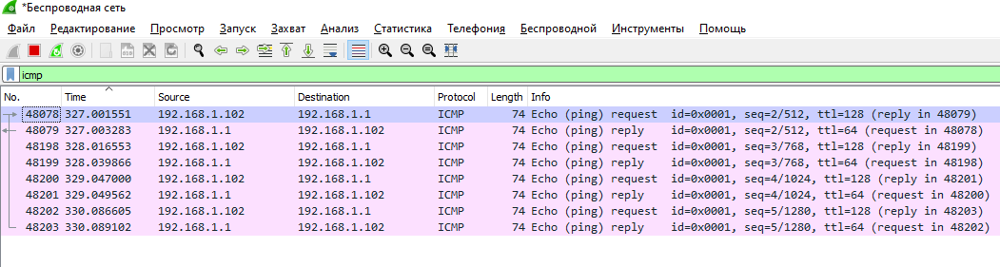 *Беспроводная сеть
Файл Редактирование Просмотр Запуск Захват Анализ Статистика Телефония Беспроводной Инструменты Помощь
icmp
No. Time Source Destination Protocol Length Info
48078 327.001551 192.168.1.102 192.168.1.1 ICMP 74 Echo (ping) request id=0x0001, seq=2/512, ttl=128 (reply in 48079)
48079 327.003283 192.168.1.1 192.168.1.102 ICMP 74 Echo (ping) reply id=0x0001, seq=2/512, ttl=64 (request in 48078)
48198 328.016553 192.168.1.102 192.168.1.1 ICMP 74 Echo (ping) request id=0x0001, seq=3/768, ttl=128 (reply in 48199)
48199 328.039866 192.168.1.1 192.168.1.102 ICMP 74 Echo (ping) reply id=0x0001, seq=3/768, ttl=64 (request in 48198)
48200 329.047000 192.168.1.102 192.168.1.1 ICMP 74 Echo (ping) request id=0x0001, seq=4/1024, ttl=128 (reply in 48201)
48201 329.049562 192.168.1.1 192.168.1.102 ICMP 74 Echo (ping) reply id=0x0001, seq=4/1024, ttl=64 (request in 48200)
48202 330.086605 192.168.1.102 192.168.1.1 ICMP 74 Echo (ping) request id=0x0001, seq=5/1280, ttl=128 (reply in 48203)
48203 330.089102 192.168.1.1 192.168.1.102 ICMP 74 Echo (ping) reply id=0x0001, seq=5/1280, ttl=64 (request in 48202)